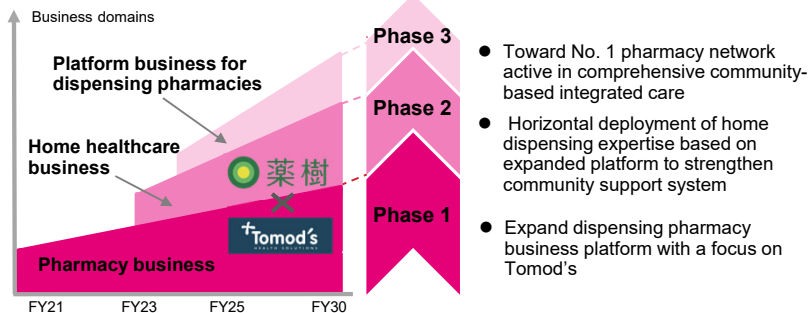 Business domains
Platform business for
dispensing pharmacies
Home healthcare
business
薬樹
Tomod's
HEALTH SOLUTIONS
Pharmacy business
FY21
FY23
FY25
FY30
Phase 3
Phase 2
Phase 1
● Toward No. 1 pharmacy network
active in comprehensive community-
based integrated care
● Horizontal deployment of home
dispensing expertise based on
expanded platform to strengthen
community support system
● Expand dispensing pharmacy
business platform with a focus on
Tomod's